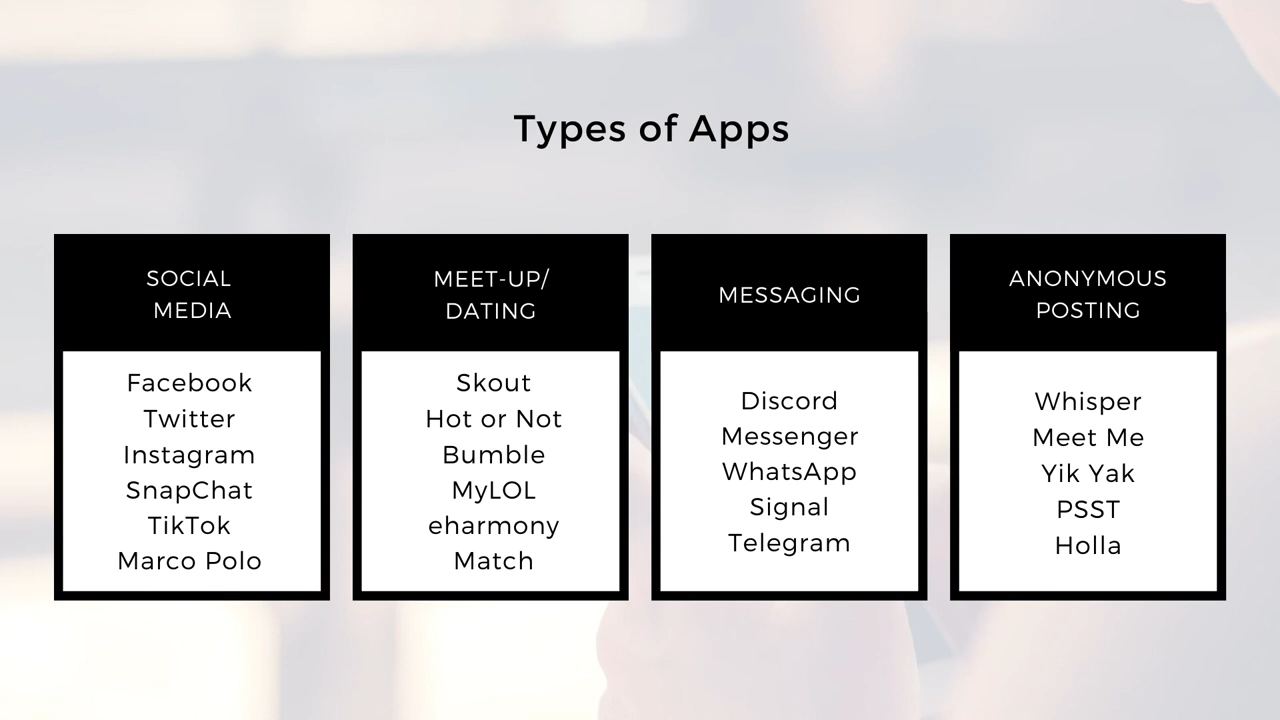 Types of Apps
SOCIAL
MEDIA
Facebook
Twitter
Instagram
SnapChat
TikTok
Marco Polo
MEET-UP/
DATING
Skout
Hot or Not
Bumble
MyLOL
eharmony
Match
MESSAGING
Discord
Messenger
WhatsApp
Signal
Telegram
ANONYMOUS
POSTING
Whisper
Meet Me
Yik Yak
PSST
Holla